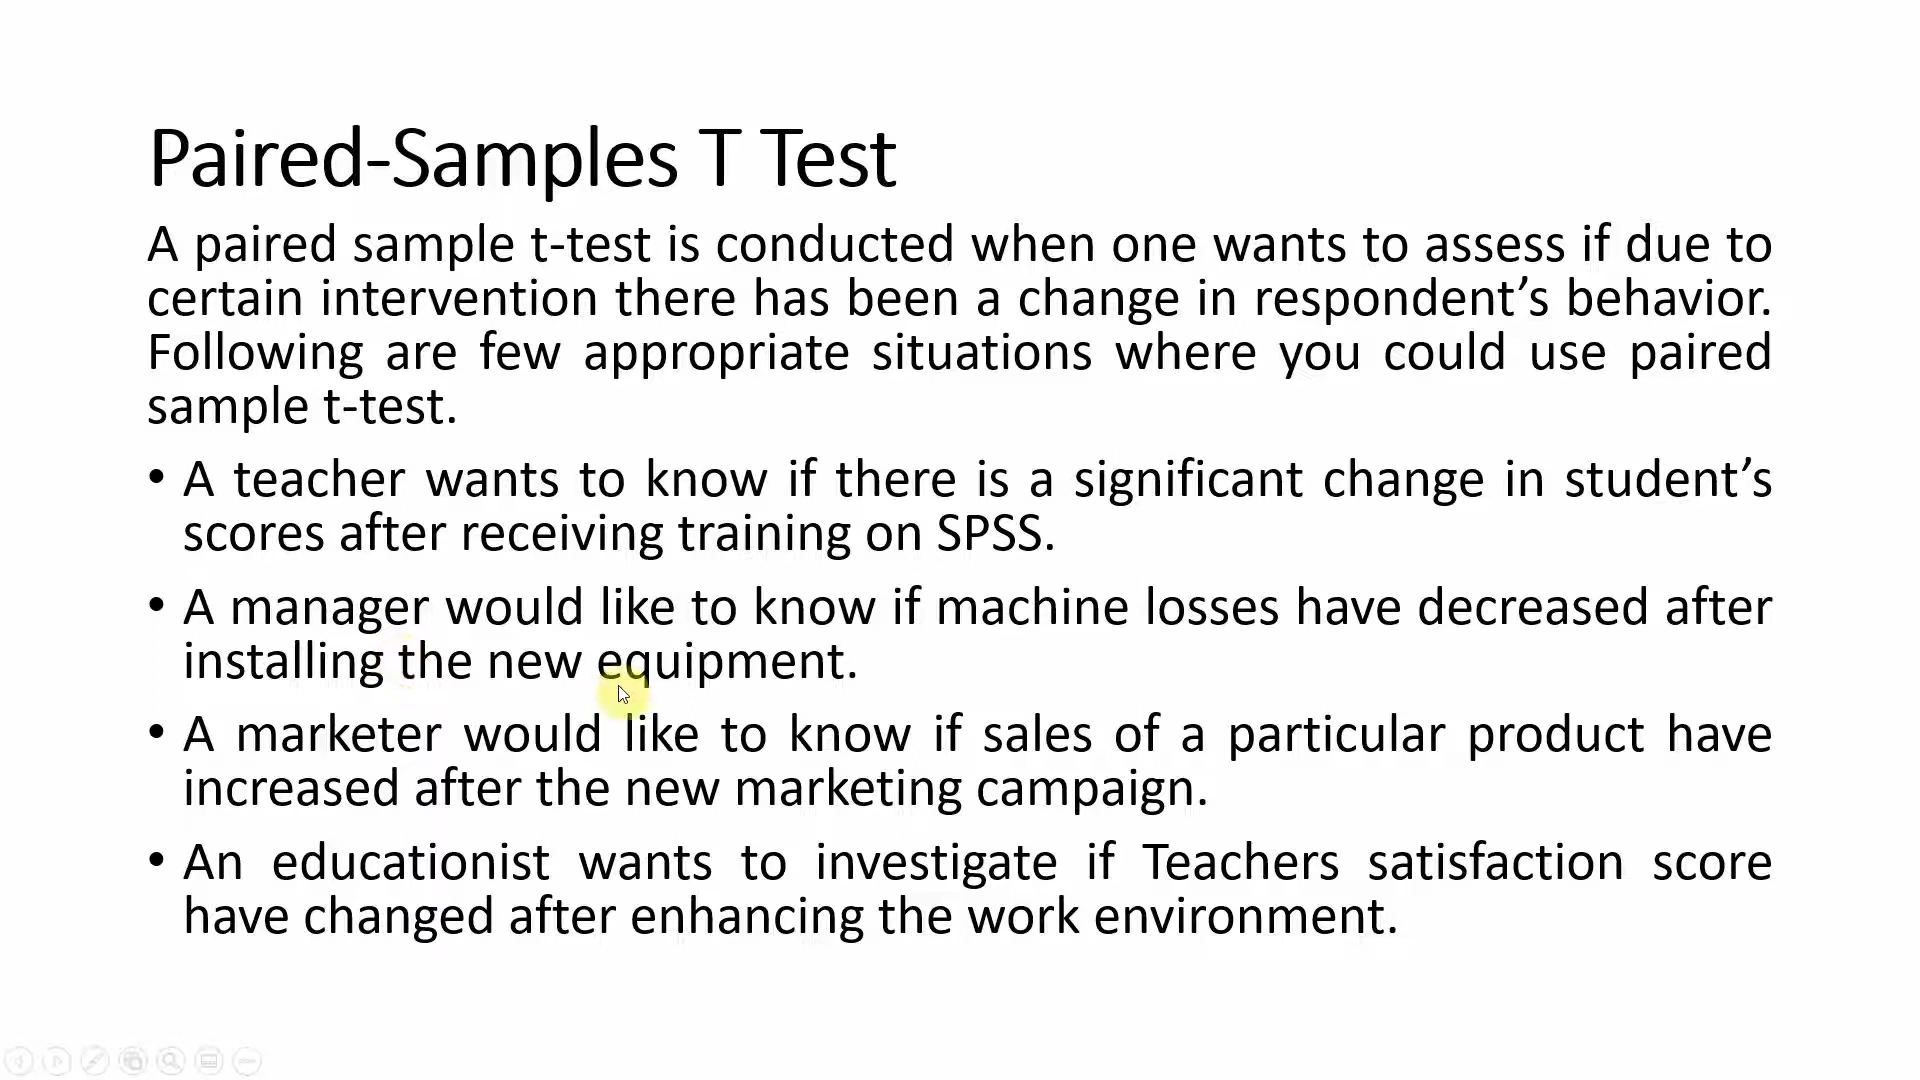 Paired-Samples T Test
A paired sample t-test is conducted when one wants to assess if due to
certain intervention there has been a change in respondent’s behavior.
Following are few appropriate situations where you could use paired
sample t-test.
• A teacher wants to know if there is a significant change in student’s
scores after receiving training on SPSS.
• A manager would like to know if machine losses have decreased after
installing the new equipment.
• A marketer would like to know if sales of a particular product have
increased after the new marketing campaign.
• An educationist wants to investigate if Teachers satisfaction score
have changed after enhancing the work environment.